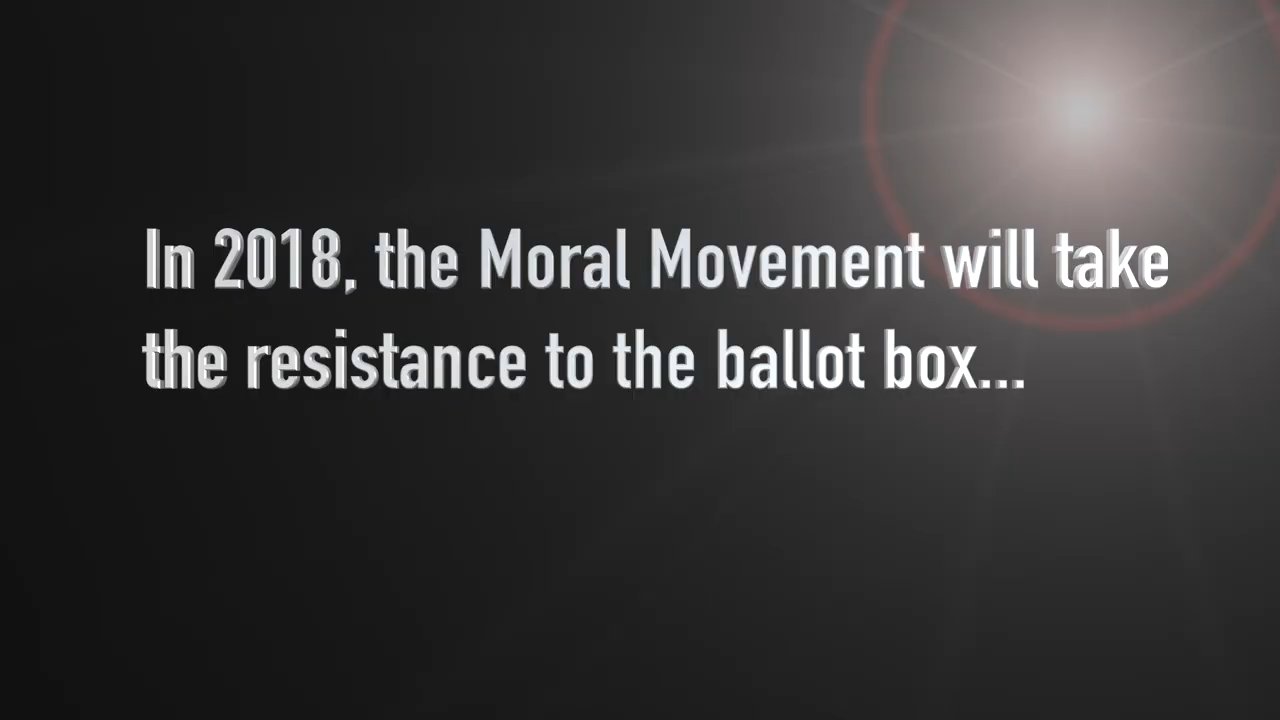 In 2018, the Moral Movement will take
the resistance to the ballot box...